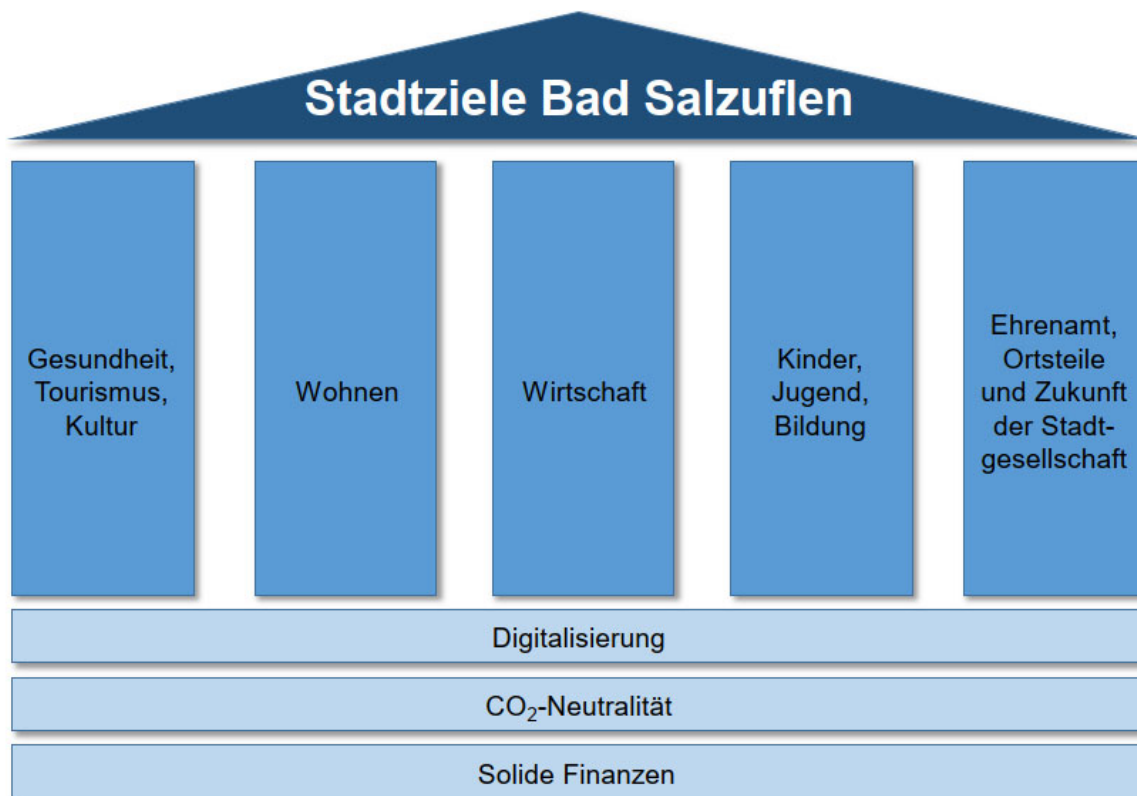 Stadtziele Bad Salzuflen
Gesundheit,
Tourismus,
Kultur
Wohnen
Wirtschaft
Kinder,
Jugend,
Bildung
Ehrenamt,
Ortsteile
und Zukunft
der Stadt-
gesellschaft
Digitalisierung
CO₂-Neutralität
Solide Finanzen